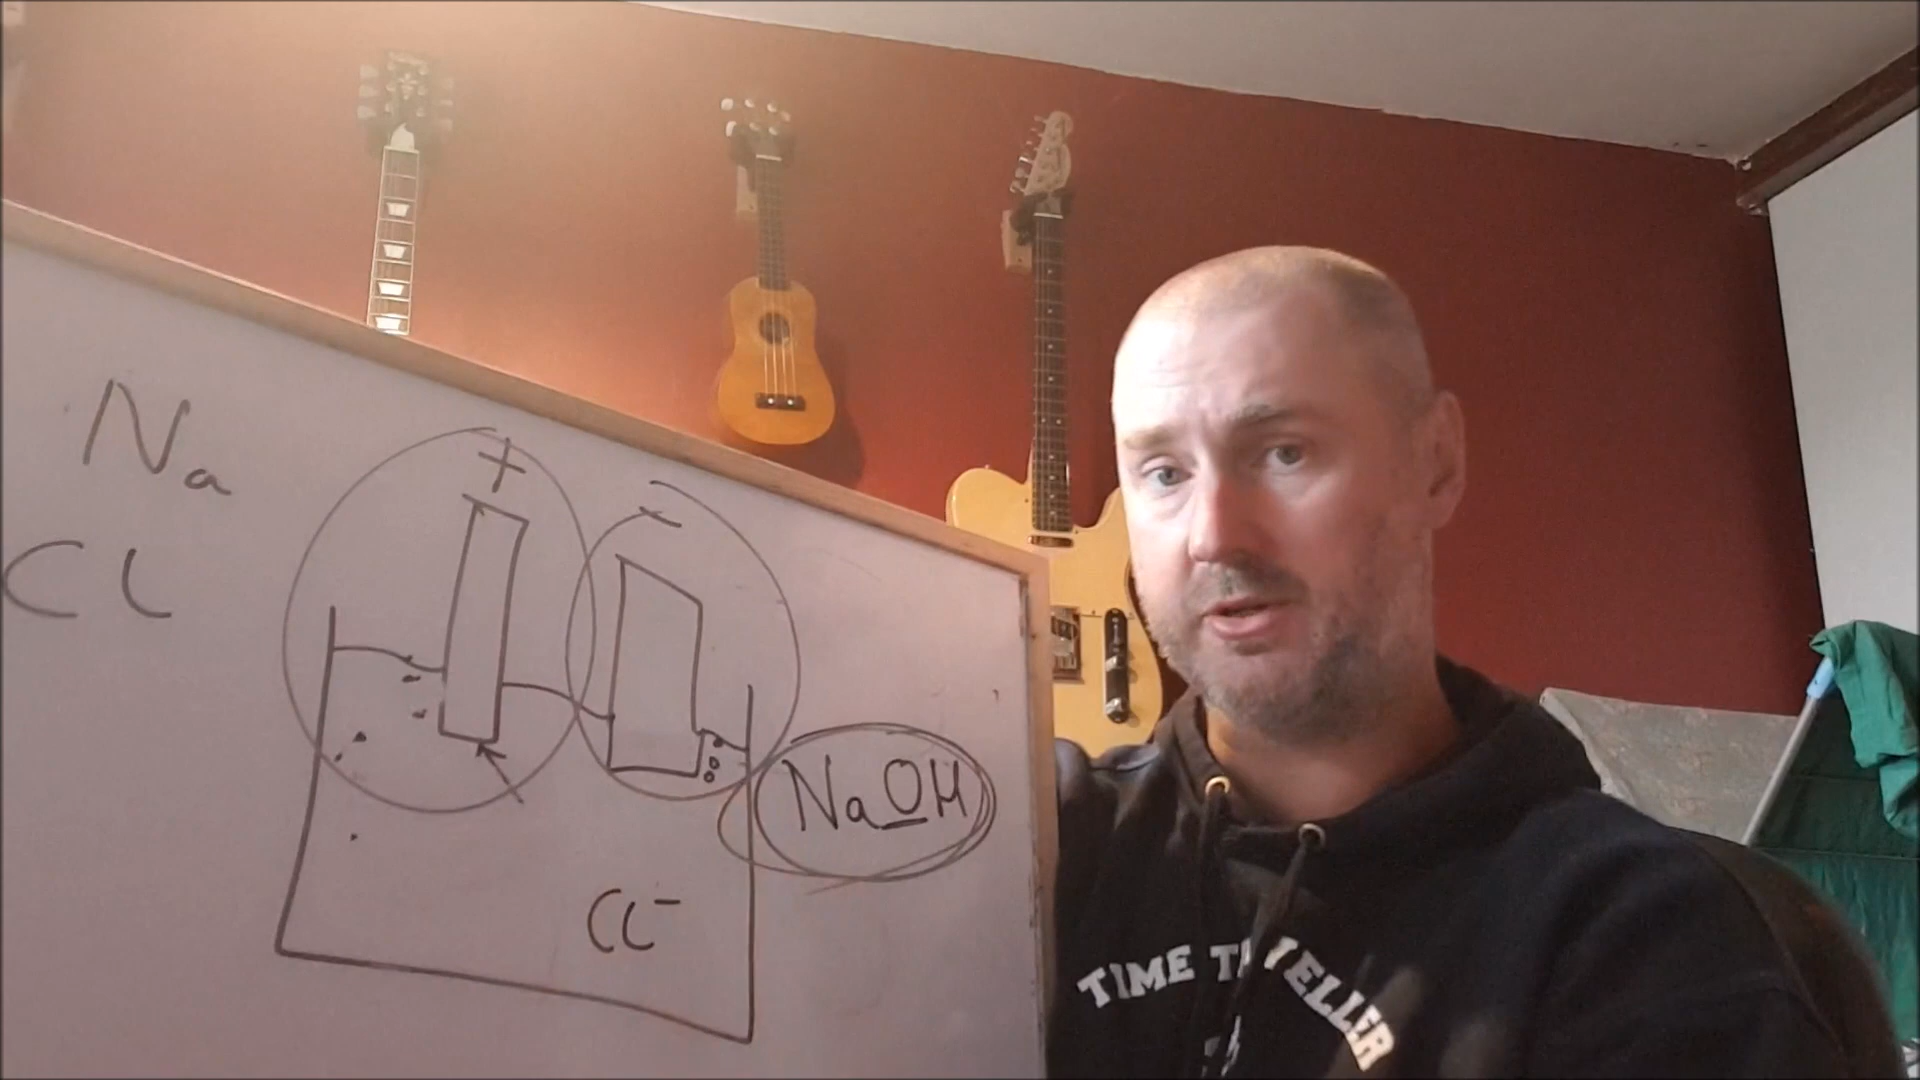 Na
Cl
+
-
NaOH
Cl-
TIME TRAVELLER